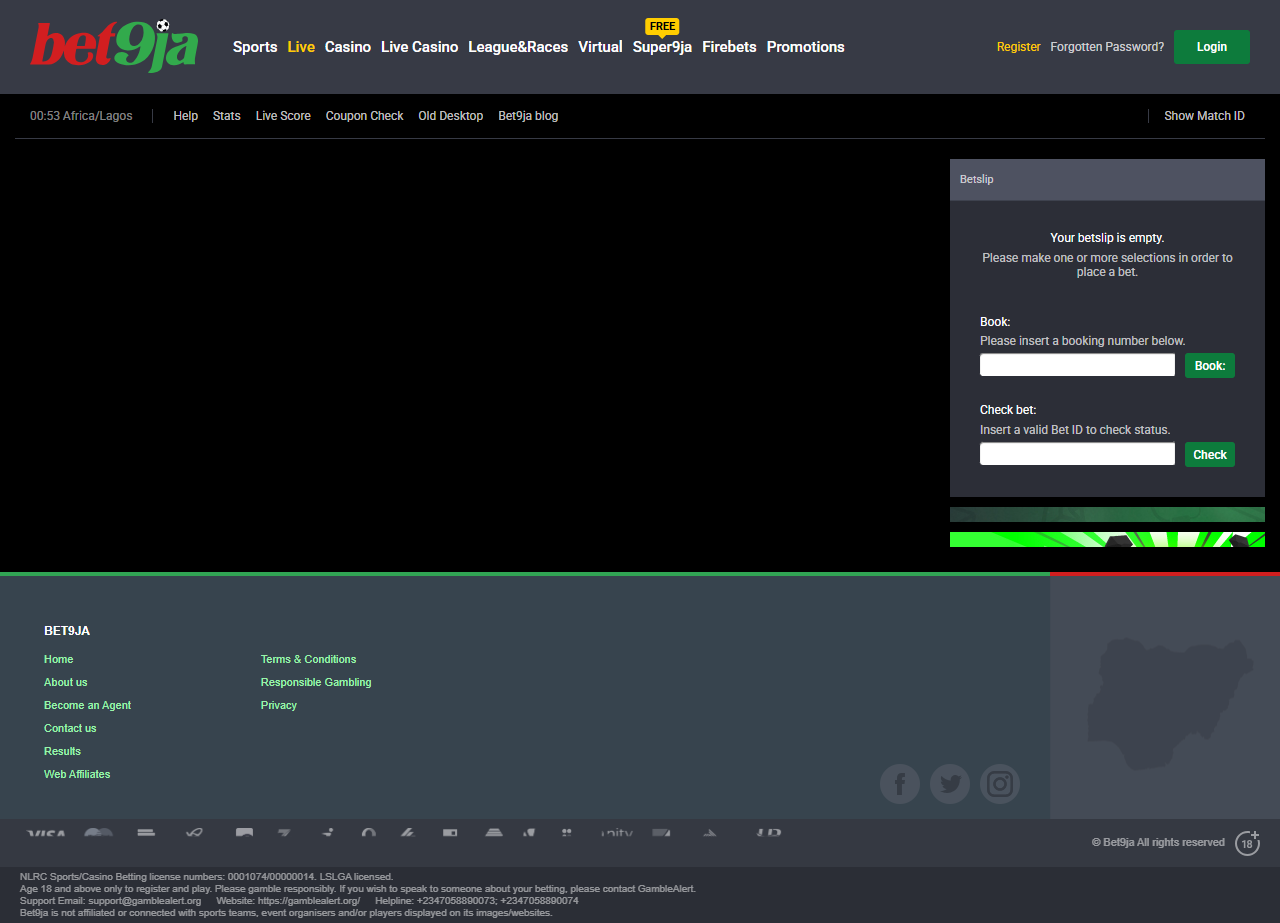 bet9ja
Sports Live Casino Live Casino League&Races Virtual Super9ja Firebets Promotions
FREE
Register Forgotten Password? Login
00:53 Africa/Lagos Help Stats Live Score Coupon Check Old Desktop Bet9ja blog Show Match ID
Betslip
Your betslip is empty.
Please make one or more selections in order to
place a bet.
Book:
Please insert a booking number below.
Book:
Check bet:
Insert a valid Bet ID to check status.
Check
BET9JA
Home
About us
Become an Agent
Contact us
Results
Web Affiliates
Terms & Conditions
Responsible Gambling
Privacy
VISA
© Bet9ja All rights reserved 18+
NLRC Sports/Casino Betting license numbers: 0001074/00000014. LSLGA licensed.
Age 18 and above only to register and play. Please gamble responsibly. If you wish to speak to someone about your betting, please contact GambleAlert.
Support Email: support@gamblealert.org Website: https://gamblealert.org/ Helpline: +2347058890073; +2347058890074
Bet9ja is not affiliated or connected with sports teams, event organisers and/or players displayed on its images/websites.